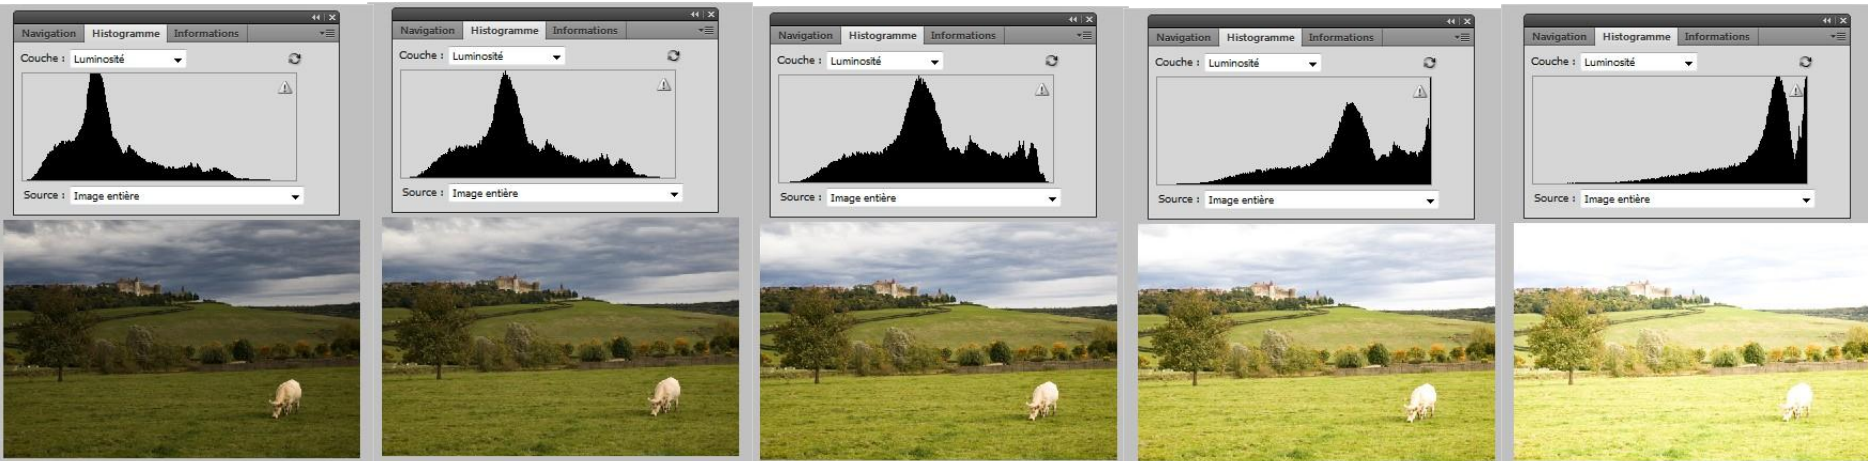 Navigation Histogramme Informations
Couche : Luminosité
Source : Image entière
Navigation Histogramme Informations
Couche : Luminosité
Source : Image entière
Navigation Histogramme Informations
Couche : Luminosité
Source : Image entière
Navigation Histogramme Informations
Couche : Luminosité
Source : Image entière
Navigation Histogramme Informations
Couche : Luminosité
Source : Image entière